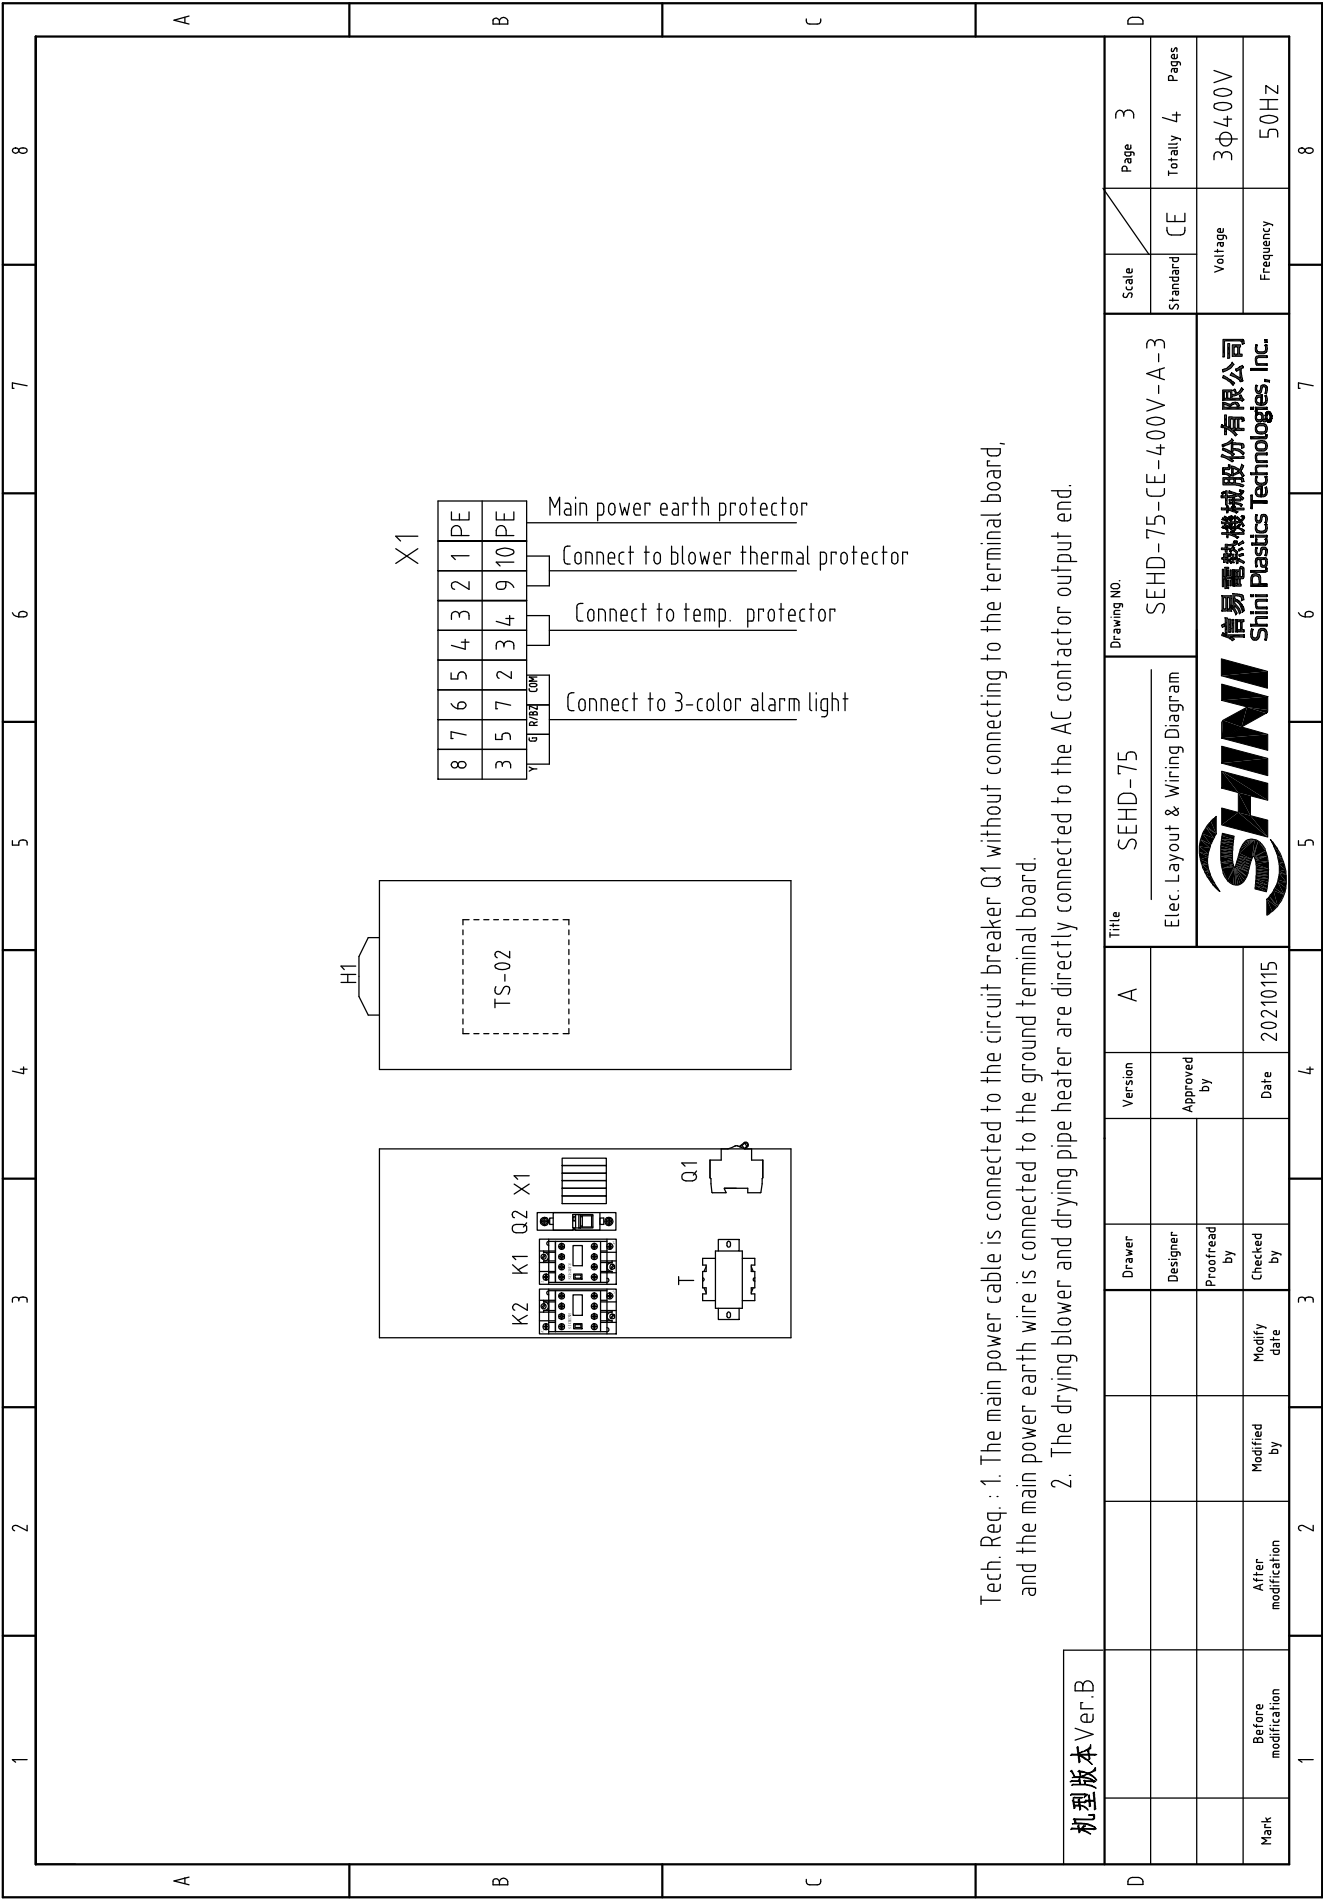 1 2 3 4 5 6 7 8
A
B
C
D
X1
8 7 6 5 4 3 2 1 PE
3 5 7 2 3 4 9 10 PE
Y G R/BZ COM
Main power earth protector
Connect to blower thermal protector
Connect to temp. protector
Connect to 3-color alarm light
H1
TS-02
K2 K1 Q2 X1
T Q1
Tech. Req. : 1. The main power cable is connected to the circuit breaker Q1 without connecting to the terminal board,
and the main power earth wire is connected to the ground terminal board.
2. The drying blower and drying pipe heater are directly connected to the AC contactor output end.
机型版本Ver.B
Mark
Before
modification
After
modification
Modified
by
Modify
date
Drawer
Designer
Proofread
by
Checked
by
Version A
Approved
by
Date 20210115
Title
SEHD-75
Elec. Layout & Wiring Diagram
Drawing NO.
SEHD-75-CE-400V-A-3
SHINI
信易電熱機械股份有限公司
Shini Plastics Technologies, Inc.
Scale
Page 3
Standard CE
Totally 4 Pages
Voltage 3Φ400V
Frequency 50Hz
A
B
C
D
1 2 3 4 5 6 7 8